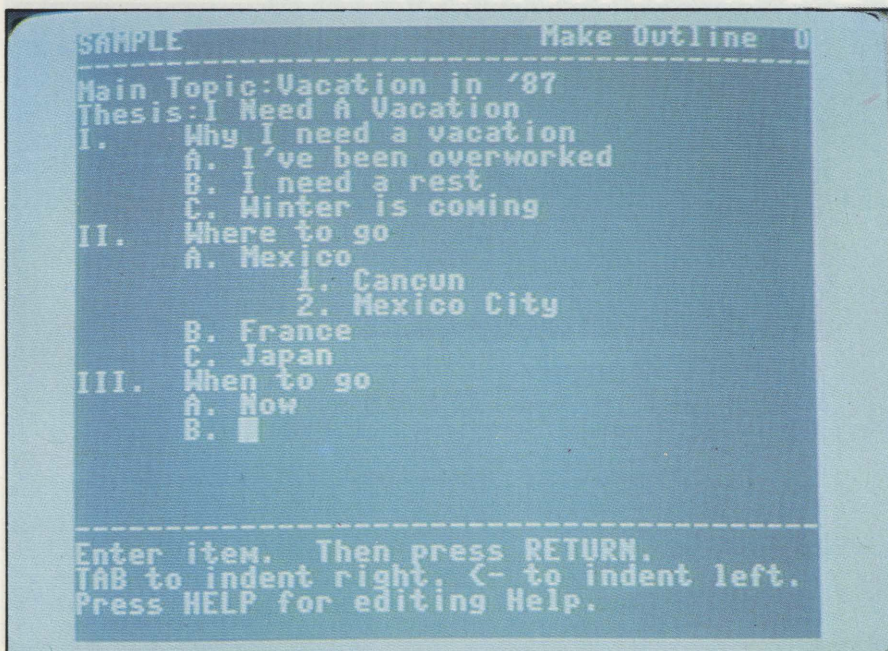 SAMPLE Make Outline 0
Main Topic:Vacation in '87
Thesis:I Need A Vacation
I. Why I need a vacation
A. I've been overworked
B. I need a rest
C. Winter is coming
II. Where to go
A. Mexico
1. Cancun
2. Mexico City
B. France
C. Japan
III. When to go
A. Now
B.
Enter item. Then press RETURN.
TAB to indent right. <- to indent left.
Press HELP for editing Help.